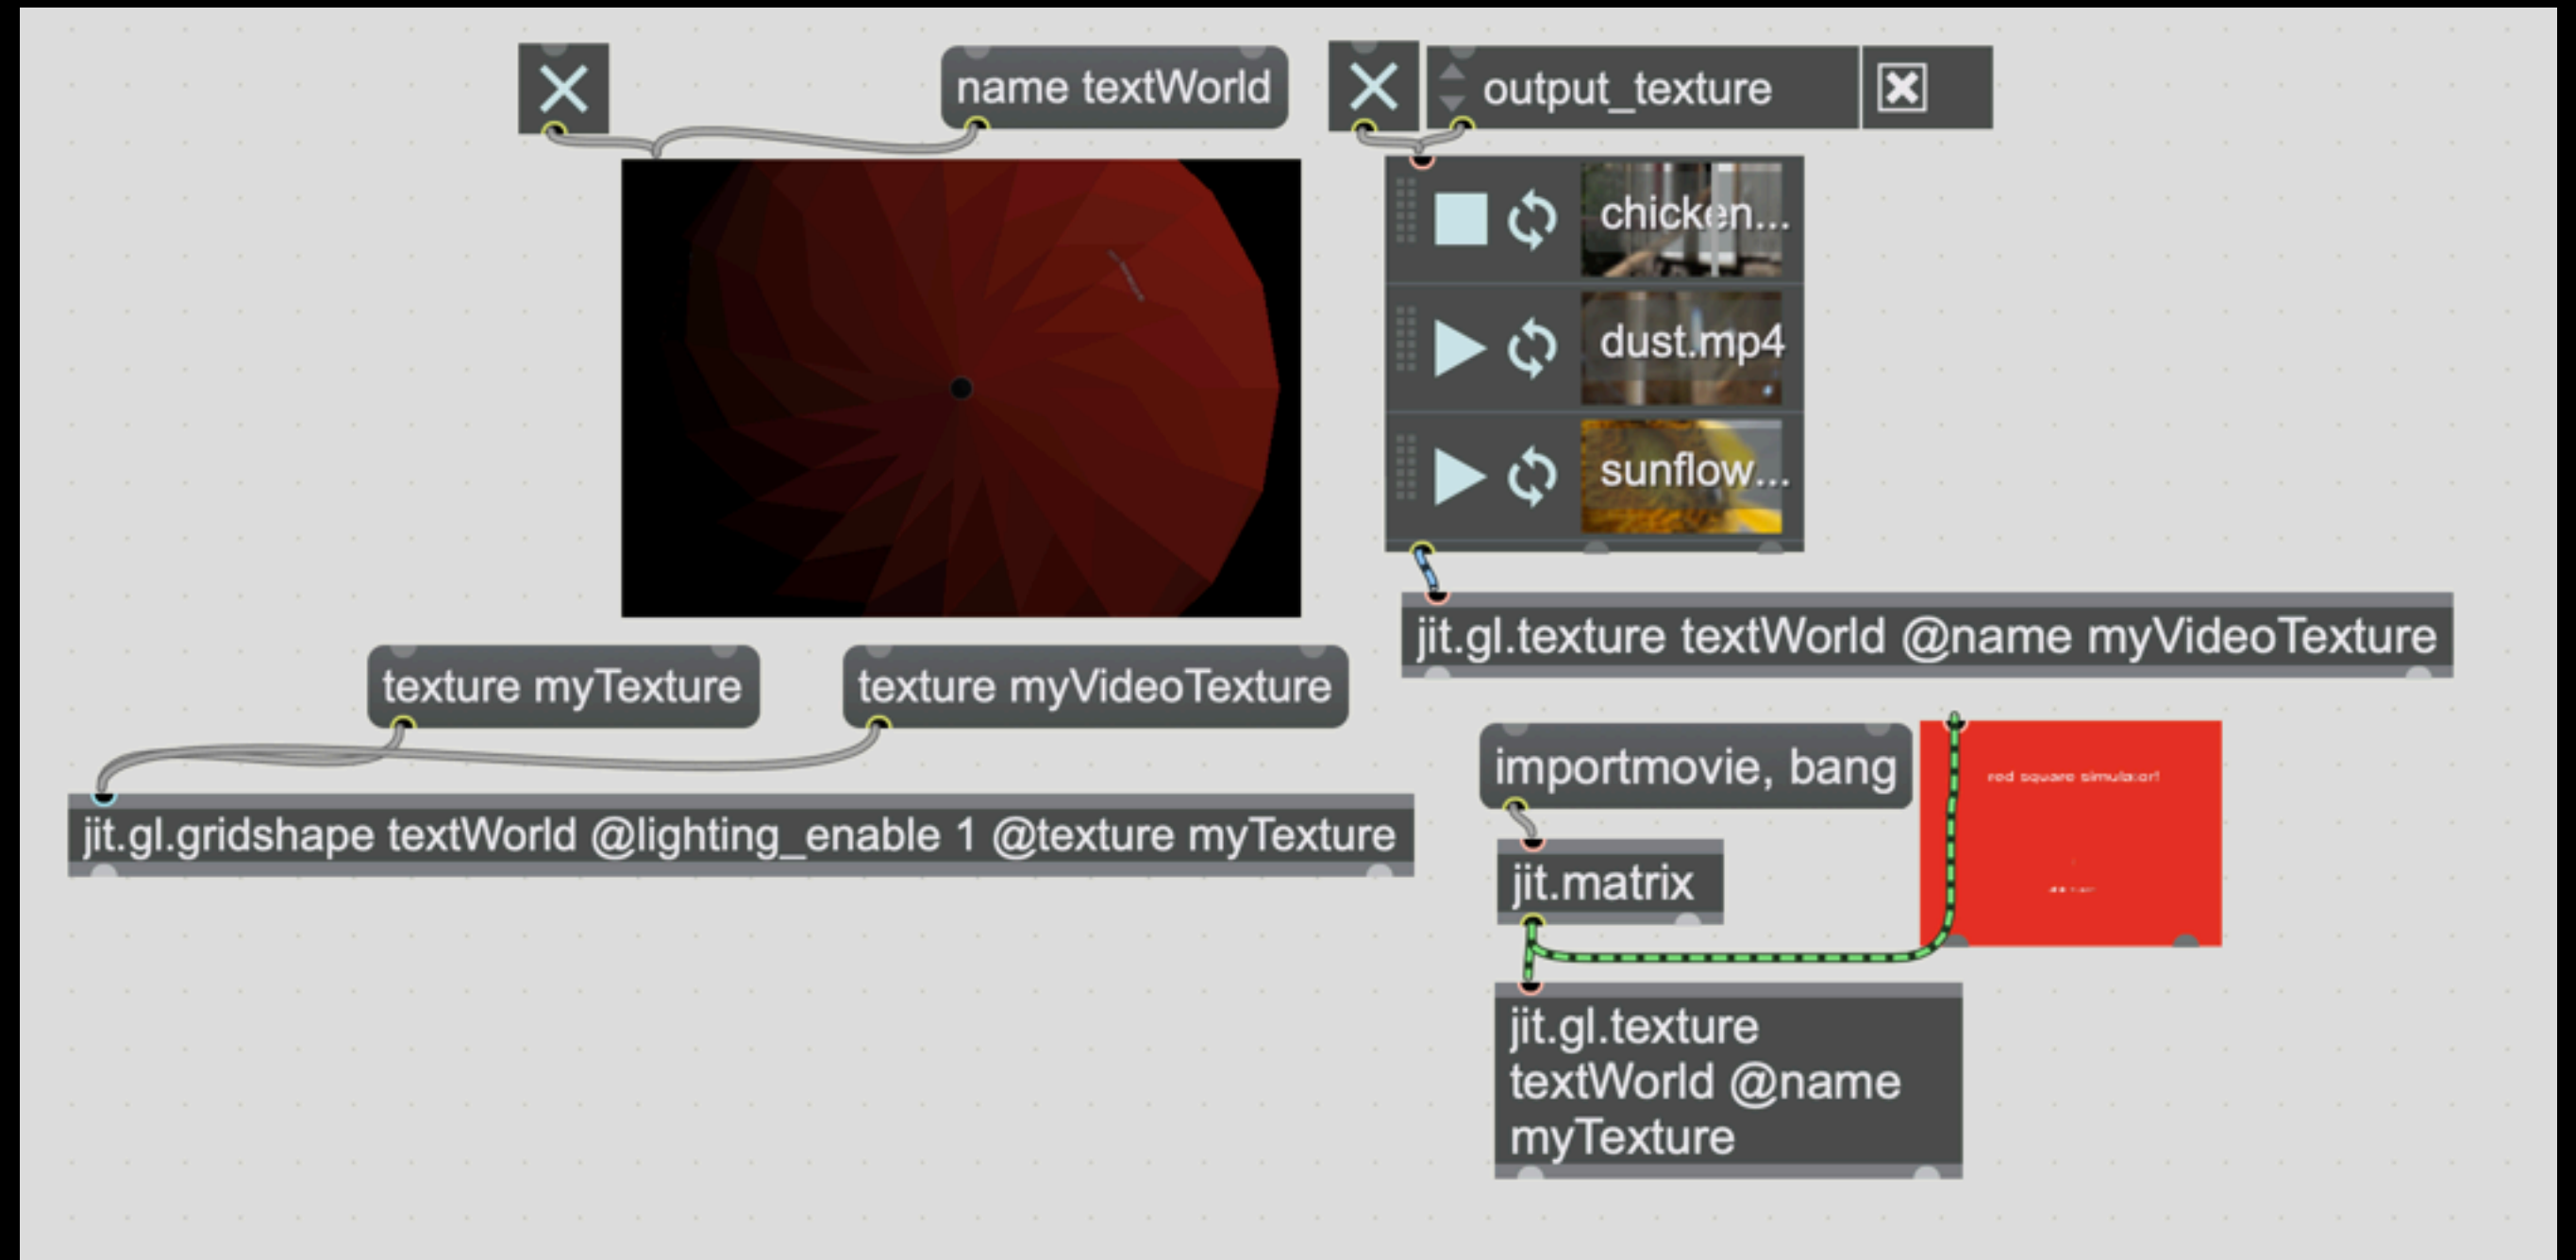 name textWorld
output_texture
chicken...
dust.mp4
sunflow...
jit.gl.texture textWorld @name myVideoTexture
texture myTexture
texture myVideoTexture
importmovie, bang
red square simulator!
jit.gl.gridshape textWorld @lighting_enable 1 @texture myTexture
jit.matrix
jit.gl.texture
textWorld @name
myTexture